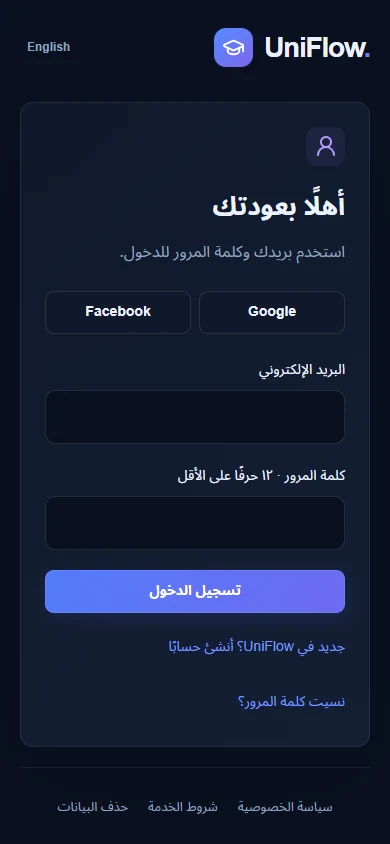 UniFlow.
English
أهلًا بعودتك
استخدم بريدك وكلمة المرور للدخول.
Google
Facebook
البريد الإلكتروني
كلمة المرور · ١٢ حرفًا على الأقل
تسجيل الدخول
جديد في UniFlow؟ أنشئ حسابًا
نسيت كلمة المرور؟
سياسة الخصوصية شروط الخدمة حذف البيانات